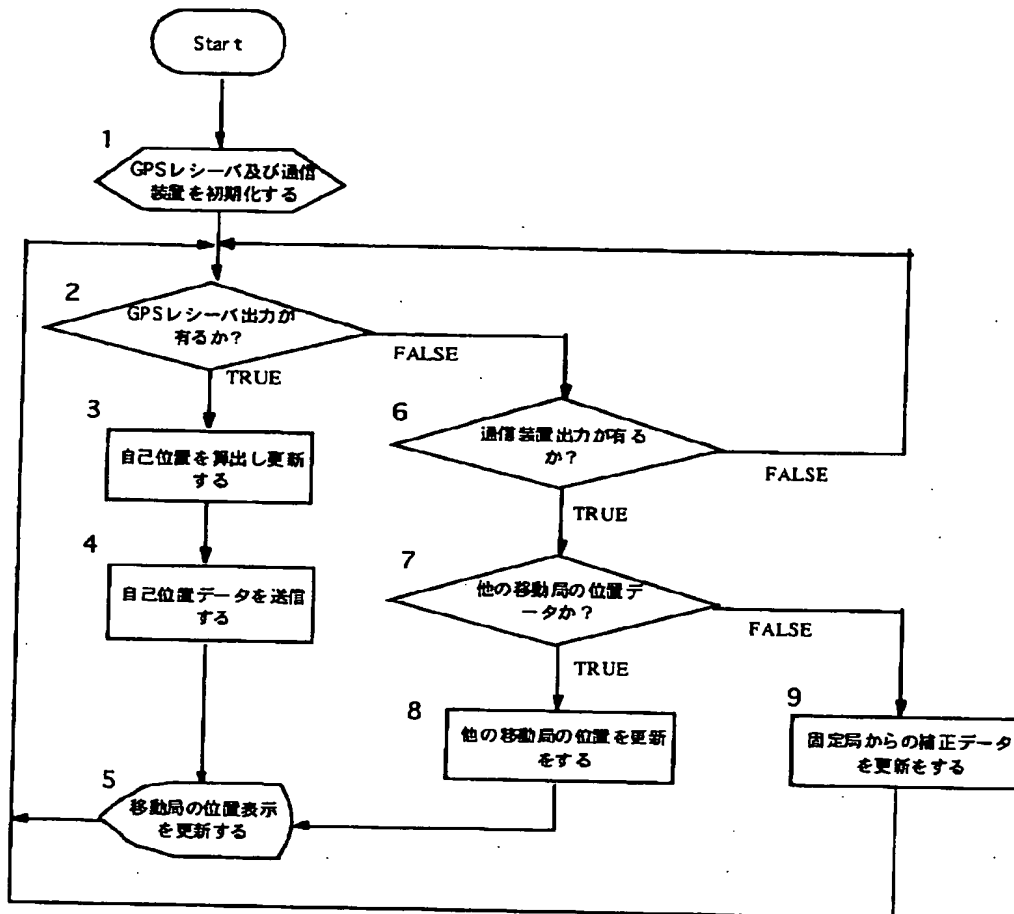 Start
1
GPSレシーバ及び通信
装置を初期化する
2
GPSレシーバ出力が
有るか？
FALSE
TRUE
3
自己位置を算出し更新
する
4
自己位置データを送信
する
5
移動局の位置表示
を更新する
6
通信装置出力が有る
か？
FALSE
TRUE
7
他の移動局の位置デ
ータか？
FALSE
TRUE
8
他の移動局の位置を更新
をする
9
固定局からの補正データ
を更新をする